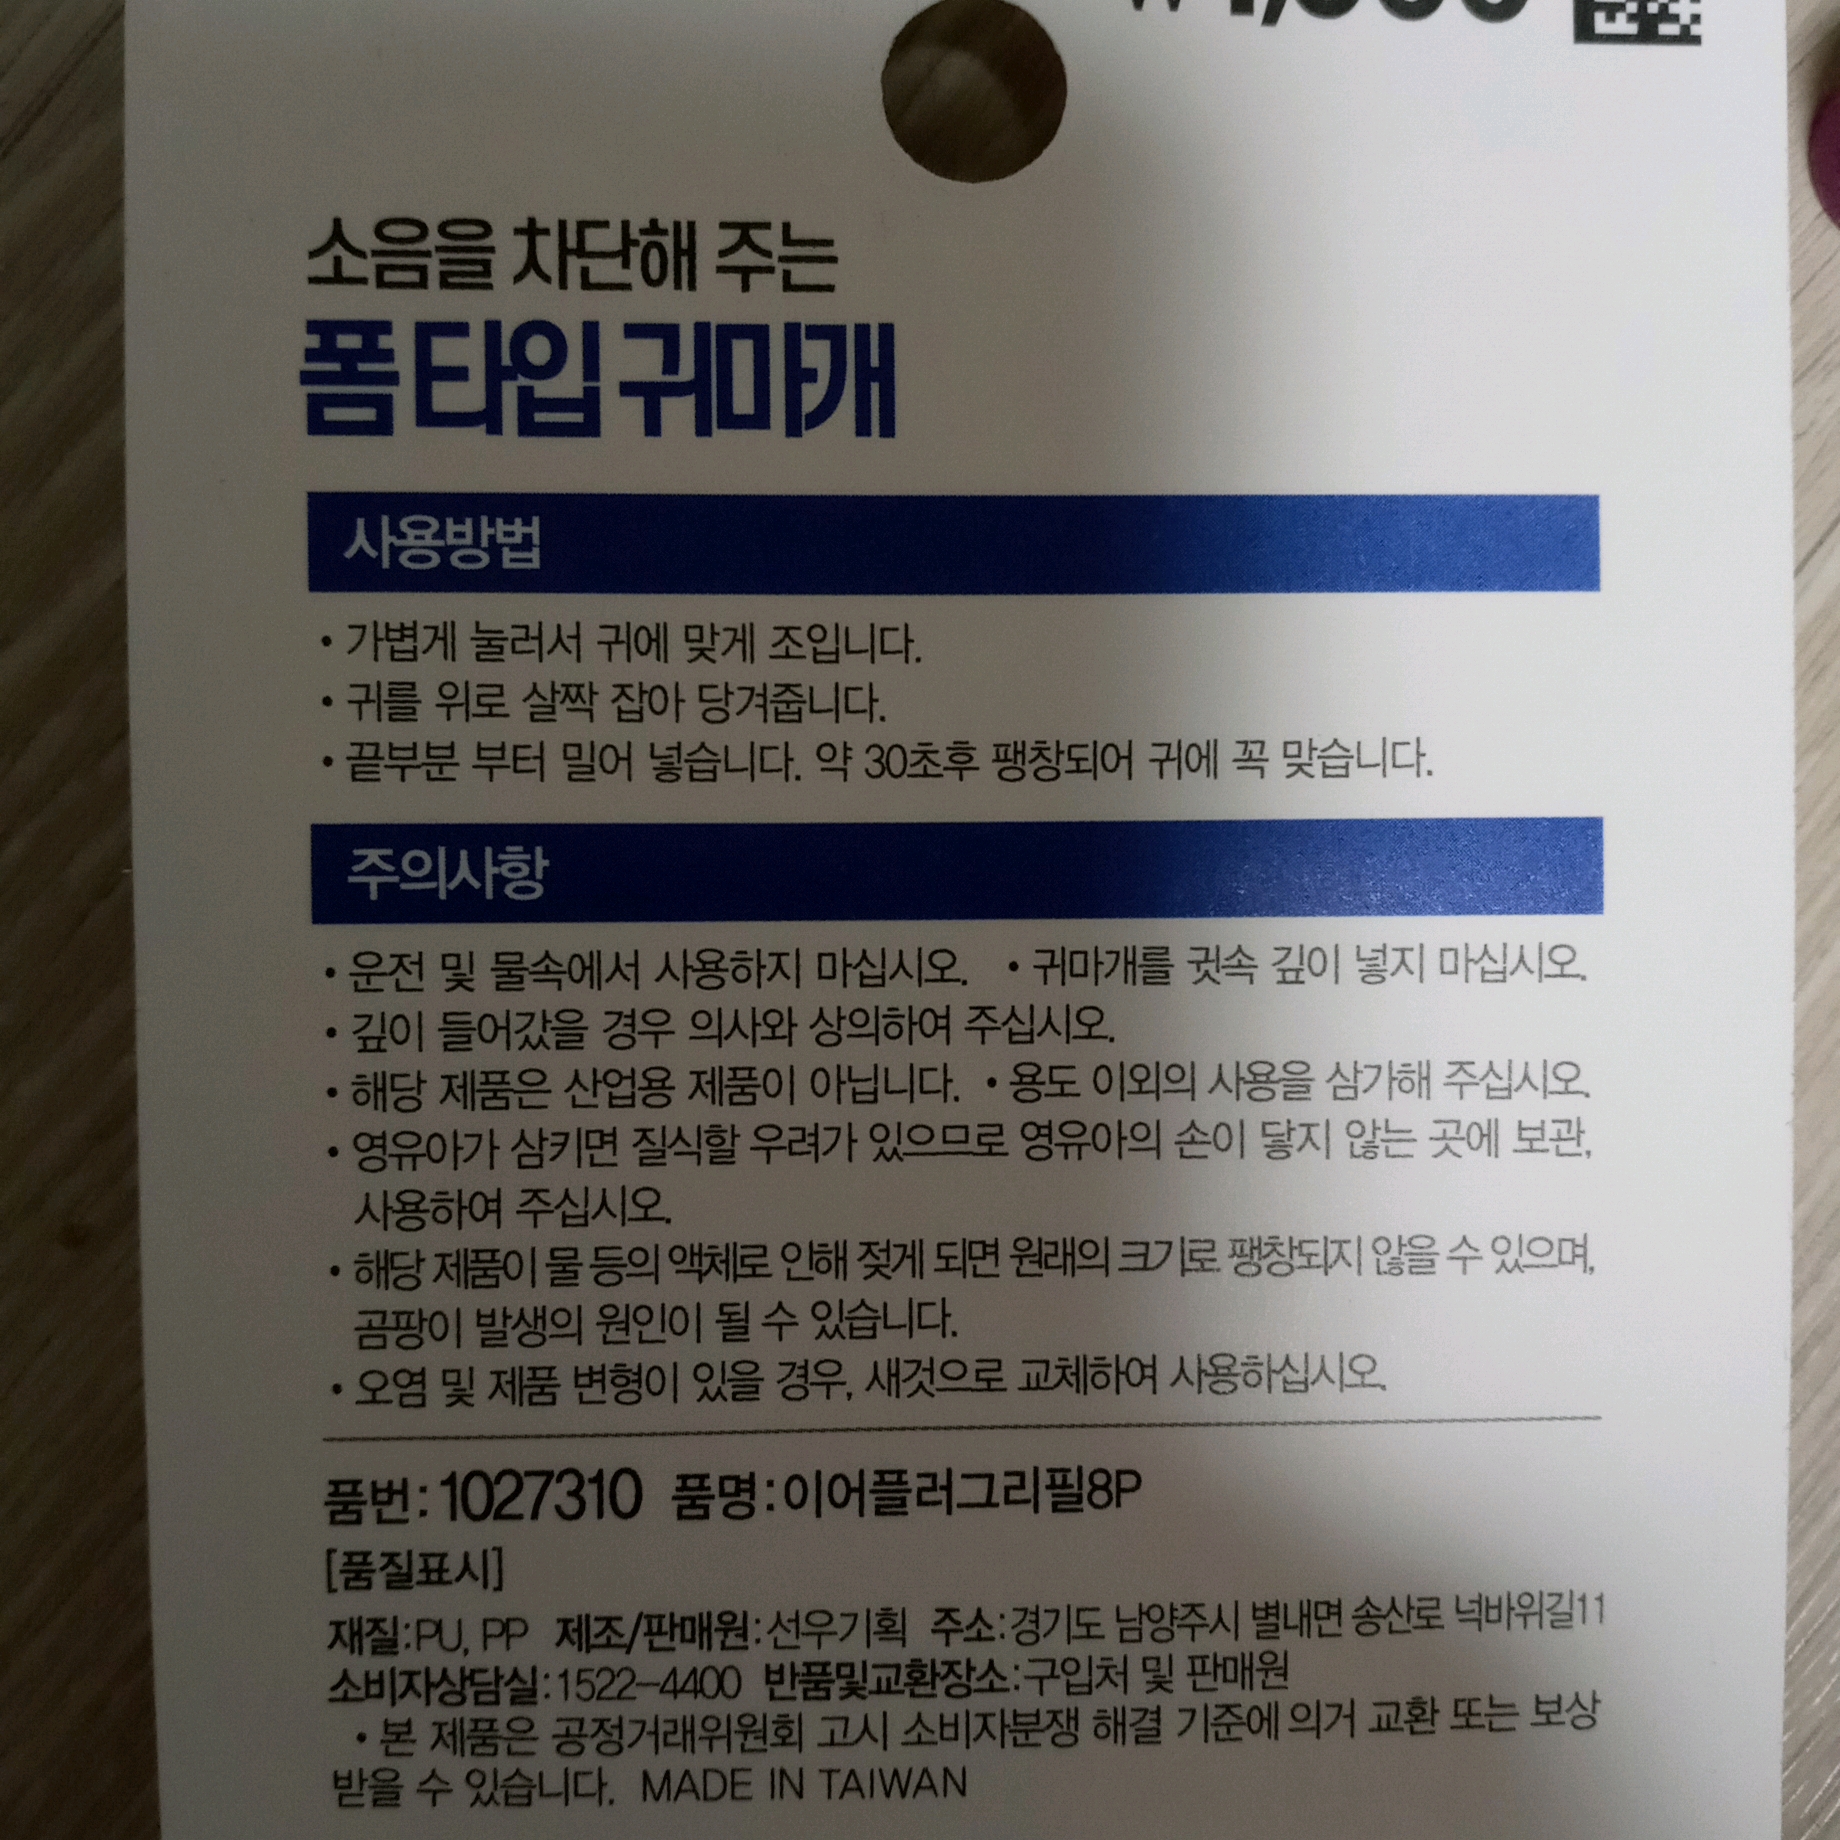 소음을 차단해 주는
폼 타입 귀마개
사용방법
• 가볍게 눌러서 귀에 맞게 조입니다.
• 귀를 위로 살짝 잡아 당겨줍니다.
• 끝부분 부터 밀어 넣습니다. 약 30초후 팽창되어 귀에 꼭 맞습니다.
주의사항
• 운전 및 물속에서 사용하지 마십시오. • 귀마개를 귓속 깊이 넣지 마십시오.
• 깊이 들어갔을 경우 의사와 상의하여 주십시오.
• 해당 제품은 산업용 제품이 아닙니다. • 용도 이외의 사용을 삼가해 주십시오.
• 영유아가 삼키면 질식할 우려가 있으므로 영유아의 손이 닿지 않는 곳에 보관,
사용하여 주십시오.
• 해당 제품이 물 등의 액체로 인해 젖게 되면 원래의 크기로 팽창되지 않을 수 있으며,
곰팡이 발생의 원인이 될 수 있습니다.
• 오염 및 제품 변형이 있을 경우, 새것으로 교체하여 사용하십시오.
품번:1027310 품명:이어플러그리필8P
[품질표시]
재질:PU, PP 제조/판매원:선우기획 주소:경기도 남양주시 별내면 송산로 넉바위길11
소비자상담실:1522-4400 반품및교환장소:구입처 및 판매원
• 본 제품은 공정거래위원회 고시 소비자분쟁 해결 기준에 의거 교환 또는 보상
받을 수 있습니다. MADE IN TAIWAN